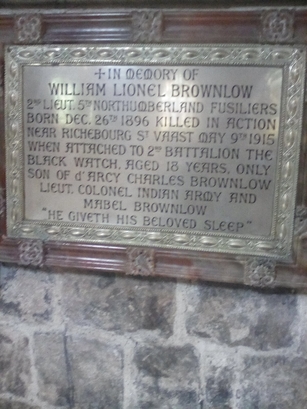 ✝ IN MEMORY OF
WILLIAM LIONEL BROWNLOW
2ND LIEUT. 5TH NORTHUMBERLAND FUSILIERS
BORN DEC. 26TH 1896 KILLED IN ACTION
NEAR RICHEBOURG ST VAAST MAY 9TH 1915
WHEN ATTACHED TO 2ND BATTALION THE
BLACK WATCH, AGED 18 YEARS, ONLY
SON OF d'ARCY CHARLES BROWNLOW
LIEUT. COLONEL INDIAN ARMY AND
MABEL BROWNLOW
"HE GIVETH HIS BELOVED SLEEP."